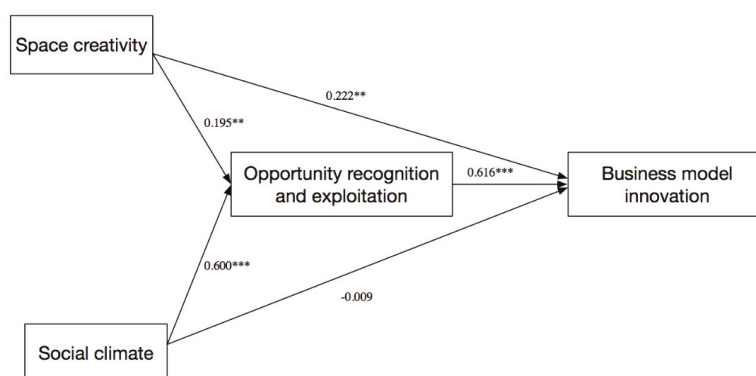 Space creativity
0.222**
0.195**
Opportunity recognition
and exploitation
0.616***
Business model
innovation
0.600***
-0.009
Social climate